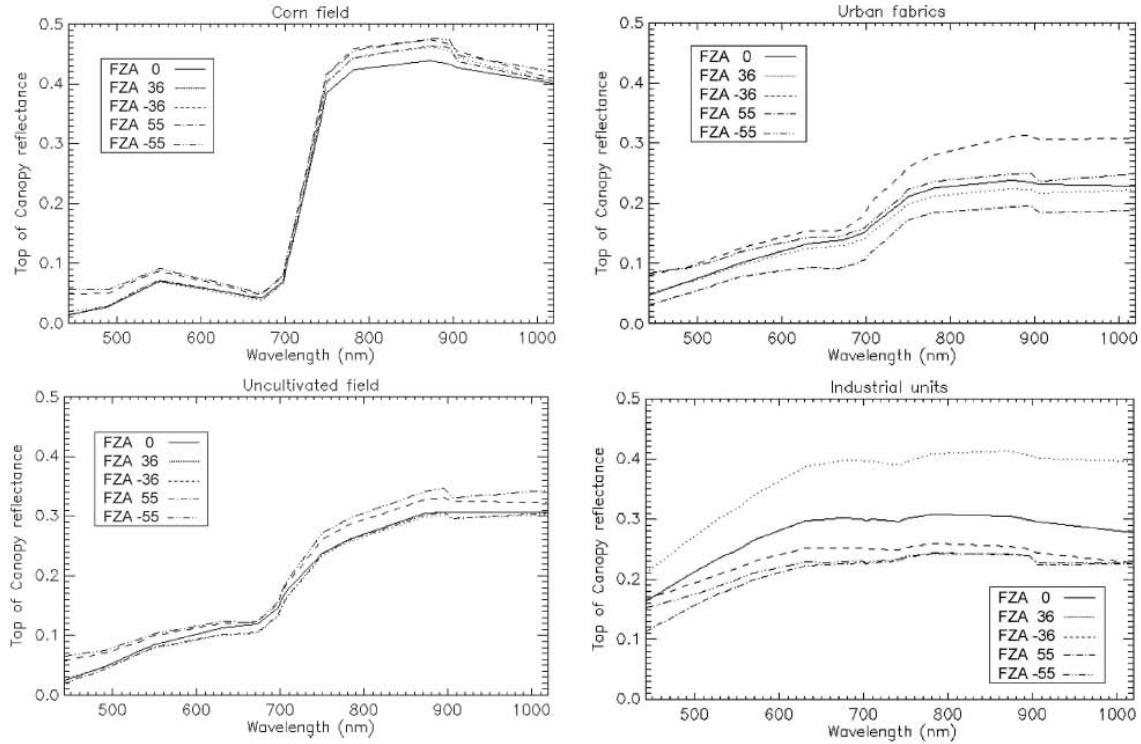 Corn field
0.5
0.4
0.3
0.2
0.1
0.0
Top of Canopy reflectance
FZA 0
FZA 36
FZA -36
FZA 55
FZA -55
500 600 700 800 900 1000
Wavelength (nm)
Urban fabrics
0.5
0.4
0.3
0.2
0.1
0.0
Top of Canopy reflectance
FZA 0
FZA 36
FZA -36
FZA 55
FZA -55
500 600 700 800 900 1000
Wavelength (nm)
Uncultivated field
0.5
0.4
0.3
0.2
0.1
0.0
Top of Canopy reflectance
FZA 0
FZA 36
FZA -36
FZA 55
FZA -55
500 600 700 800 900 1000
Wavelength (nm)
Industrial units
0.5
0.4
0.3
0.2
0.1
0.0
Top of Canopy reflectance
FZA 0
FZA 36
FZA -36
FZA 55
FZA -55
500 600 700 800 900 1000
Wavelength (nm)